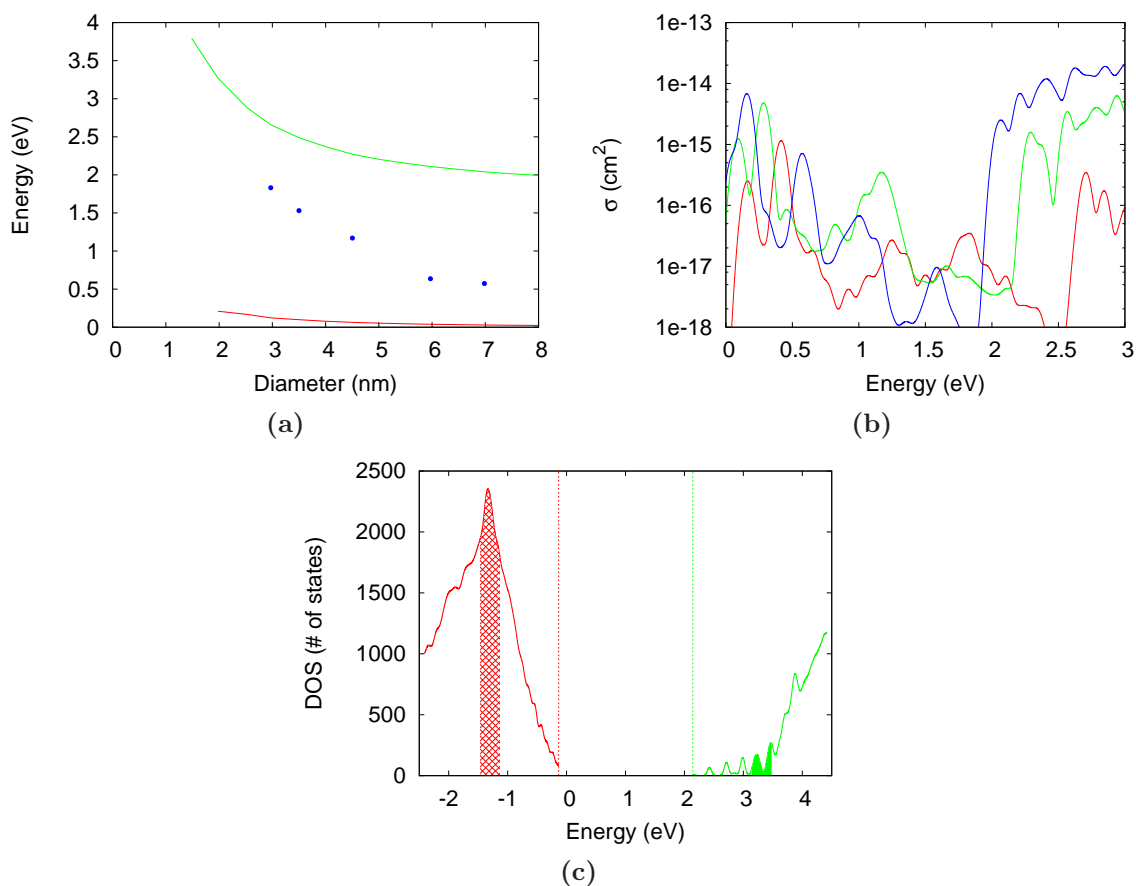 4
3.5
3
2.5
2
1.5
1
0.5
0
Energy (eV)
0 1 2 3 4 5 6 7 8
Diameter (nm)
(a)
1e-13
1e-14
1e-15
1e-16
1e-17
1e-18
σ (cm²)
0 0.5 1 1.5 2 2.5 3
Energy (eV)
(b)
2500
2000
1500
1000
500
0
DOS (# of states)
-2 -1 0 1 2 3 4
Energy (eV)
(c)